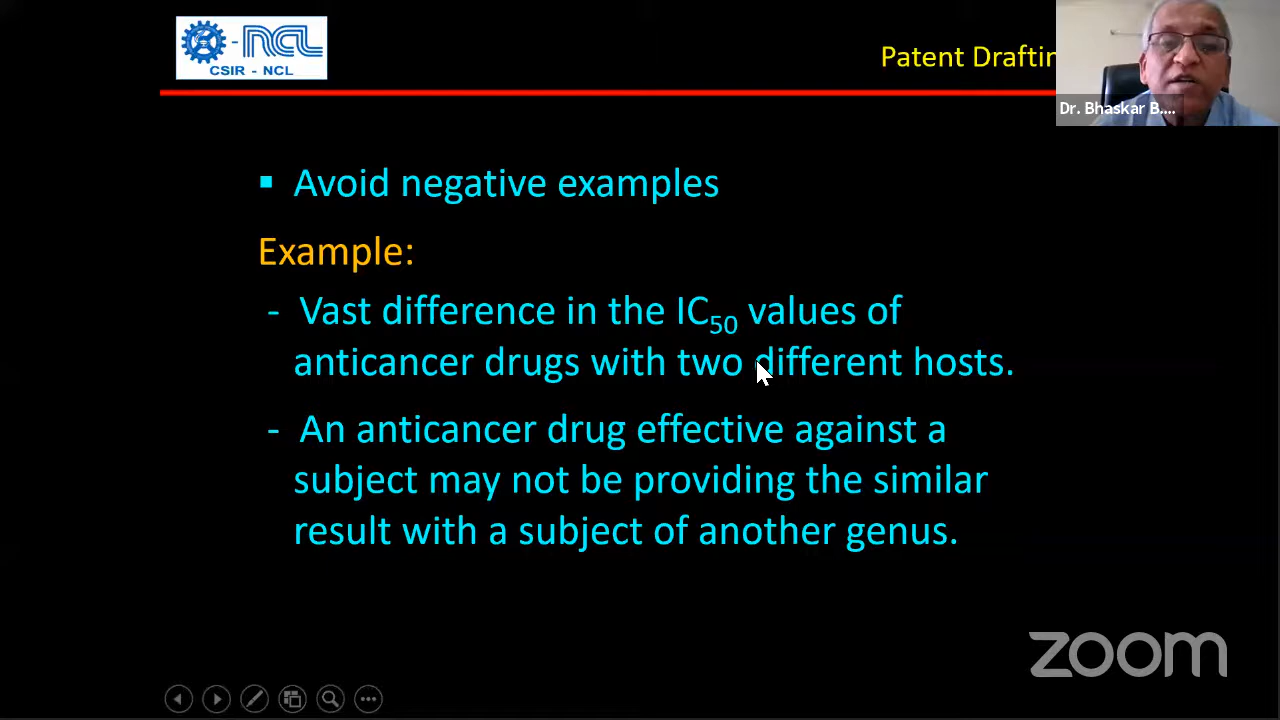 NCL
CSIR - NCL
Patent Draftin
Dr. Bhaskar B....
▪ Avoid negative examples
Example:
- Vast difference in the IC50 values of
anticancer drugs with two different hosts.
- An anticancer drug effective against a
subject may not be providing the similar
result with a subject of another genus.
zoom